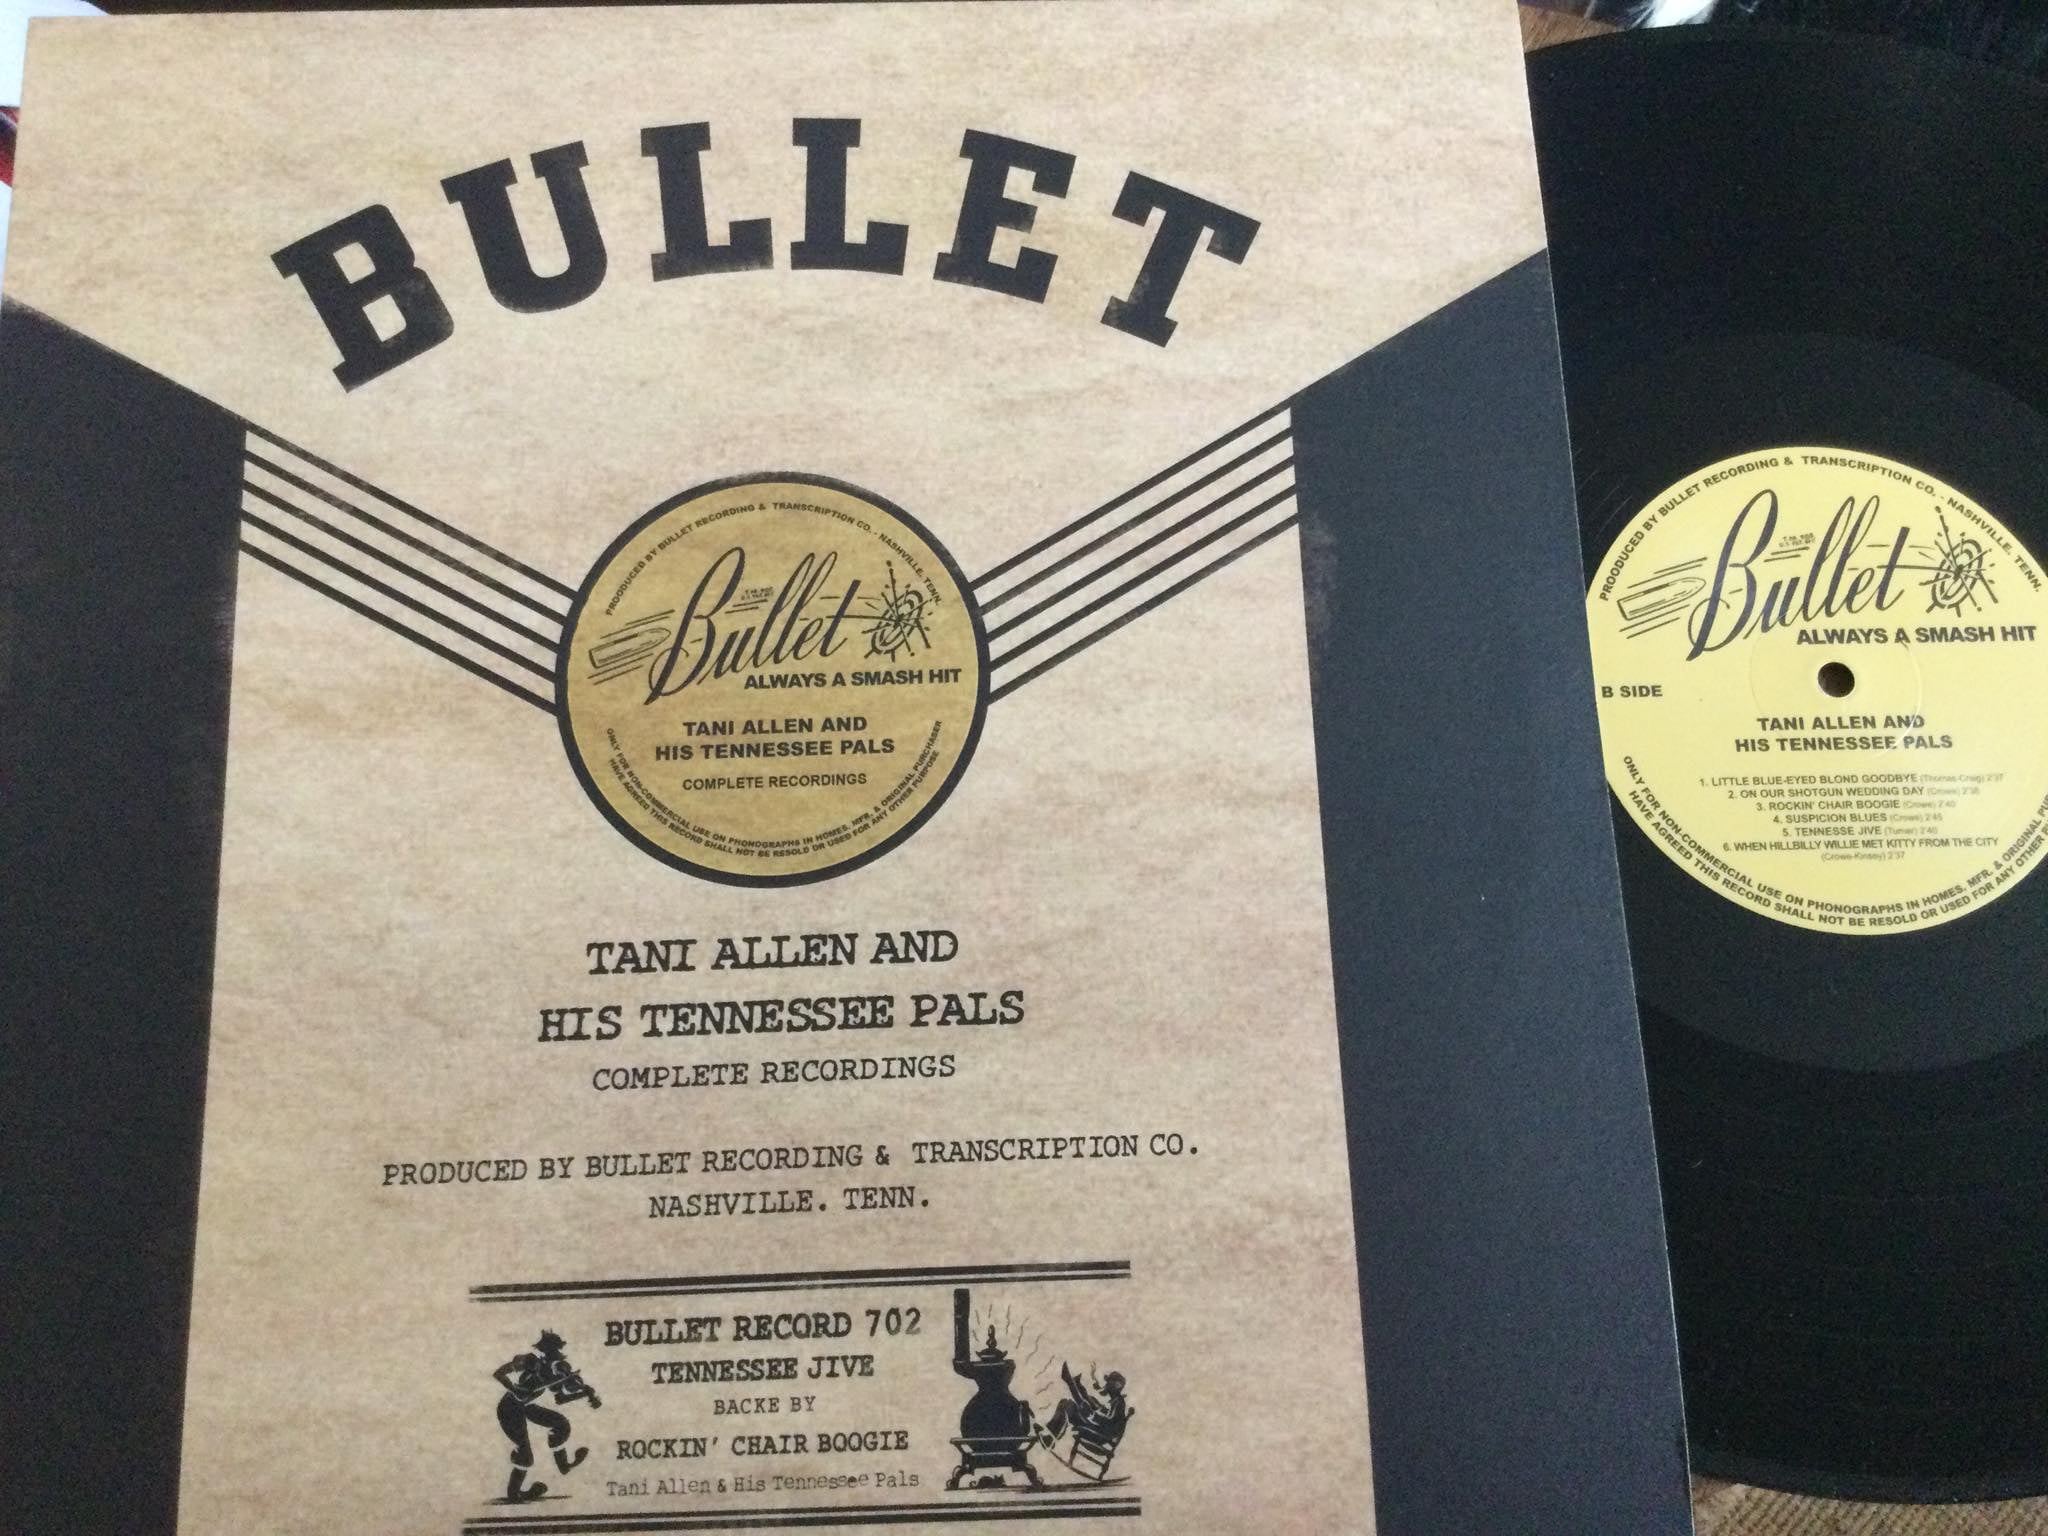 BULLET
PROODUCED BY BULLET RECORDING & TRANSCRIPTION CO. - NASHVILLE. TENN.
Bullet
ALWAYS A SMASH HIT
TANI ALLEN AND
HIS TENNESSEE PALS
COMPLETE RECORDINGS
ONLY FOR NON-COMMERCIAL USE ON PHONOGRAPHS IN HOMES. MFR. & ORIGINAL PURCHASER
HAVE AGREED THIS RECORD SHALL NOT BE RESOLD OR USED FOR ANY OTHER PURPOSE
TANI ALLEN AND
HIS TENNESSEE PALS
COMPLETE RECORDINGS
PRODUCED BY BULLET RECORDING & TRANSCRIPTION CO.
NASHVILLE. TENN.
BULLET RECORD 702
TENNESSEE JIVE
BACKE BY
ROCKIN' CHAIR BOOGIE
Tani Allen & His Tennessee Pals
PROODUCED BY BULLET RECORDING & TRANSCRIPTION CO. - NASHVILLE. TENN.
Bullet
ALWAYS A SMASH HIT
B SIDE
TANI ALLEN AND
HIS TENNESSEE PALS
1. LITTLE BLUE-EYED BLOND GOODBYE (Thomas-Craig) 2'37
2. ON OUR SHOTGUN WEDDING DAY (Crowe) 2'38
3. ROCKIN' CHAIR BOOGIE (Crowe) 2'40
4. SUSPICION BLUES (Crowe) 2'45
5. TENNESSE JIVE (Turner) 2'40
6. WHEN HILLBILLY WILLIE MET KITTY FROM THE CITY
(Crowe-Kinsey) 2'37
ONLY FOR NON-COMMERCIAL USE ON PHONOGRAPHS IN HOMES. MFR. & ORIGINAL PU
HAVE AGREED THIS RECORD SHALL NOT BE RESOLD OR USED FOR ANY OTHER